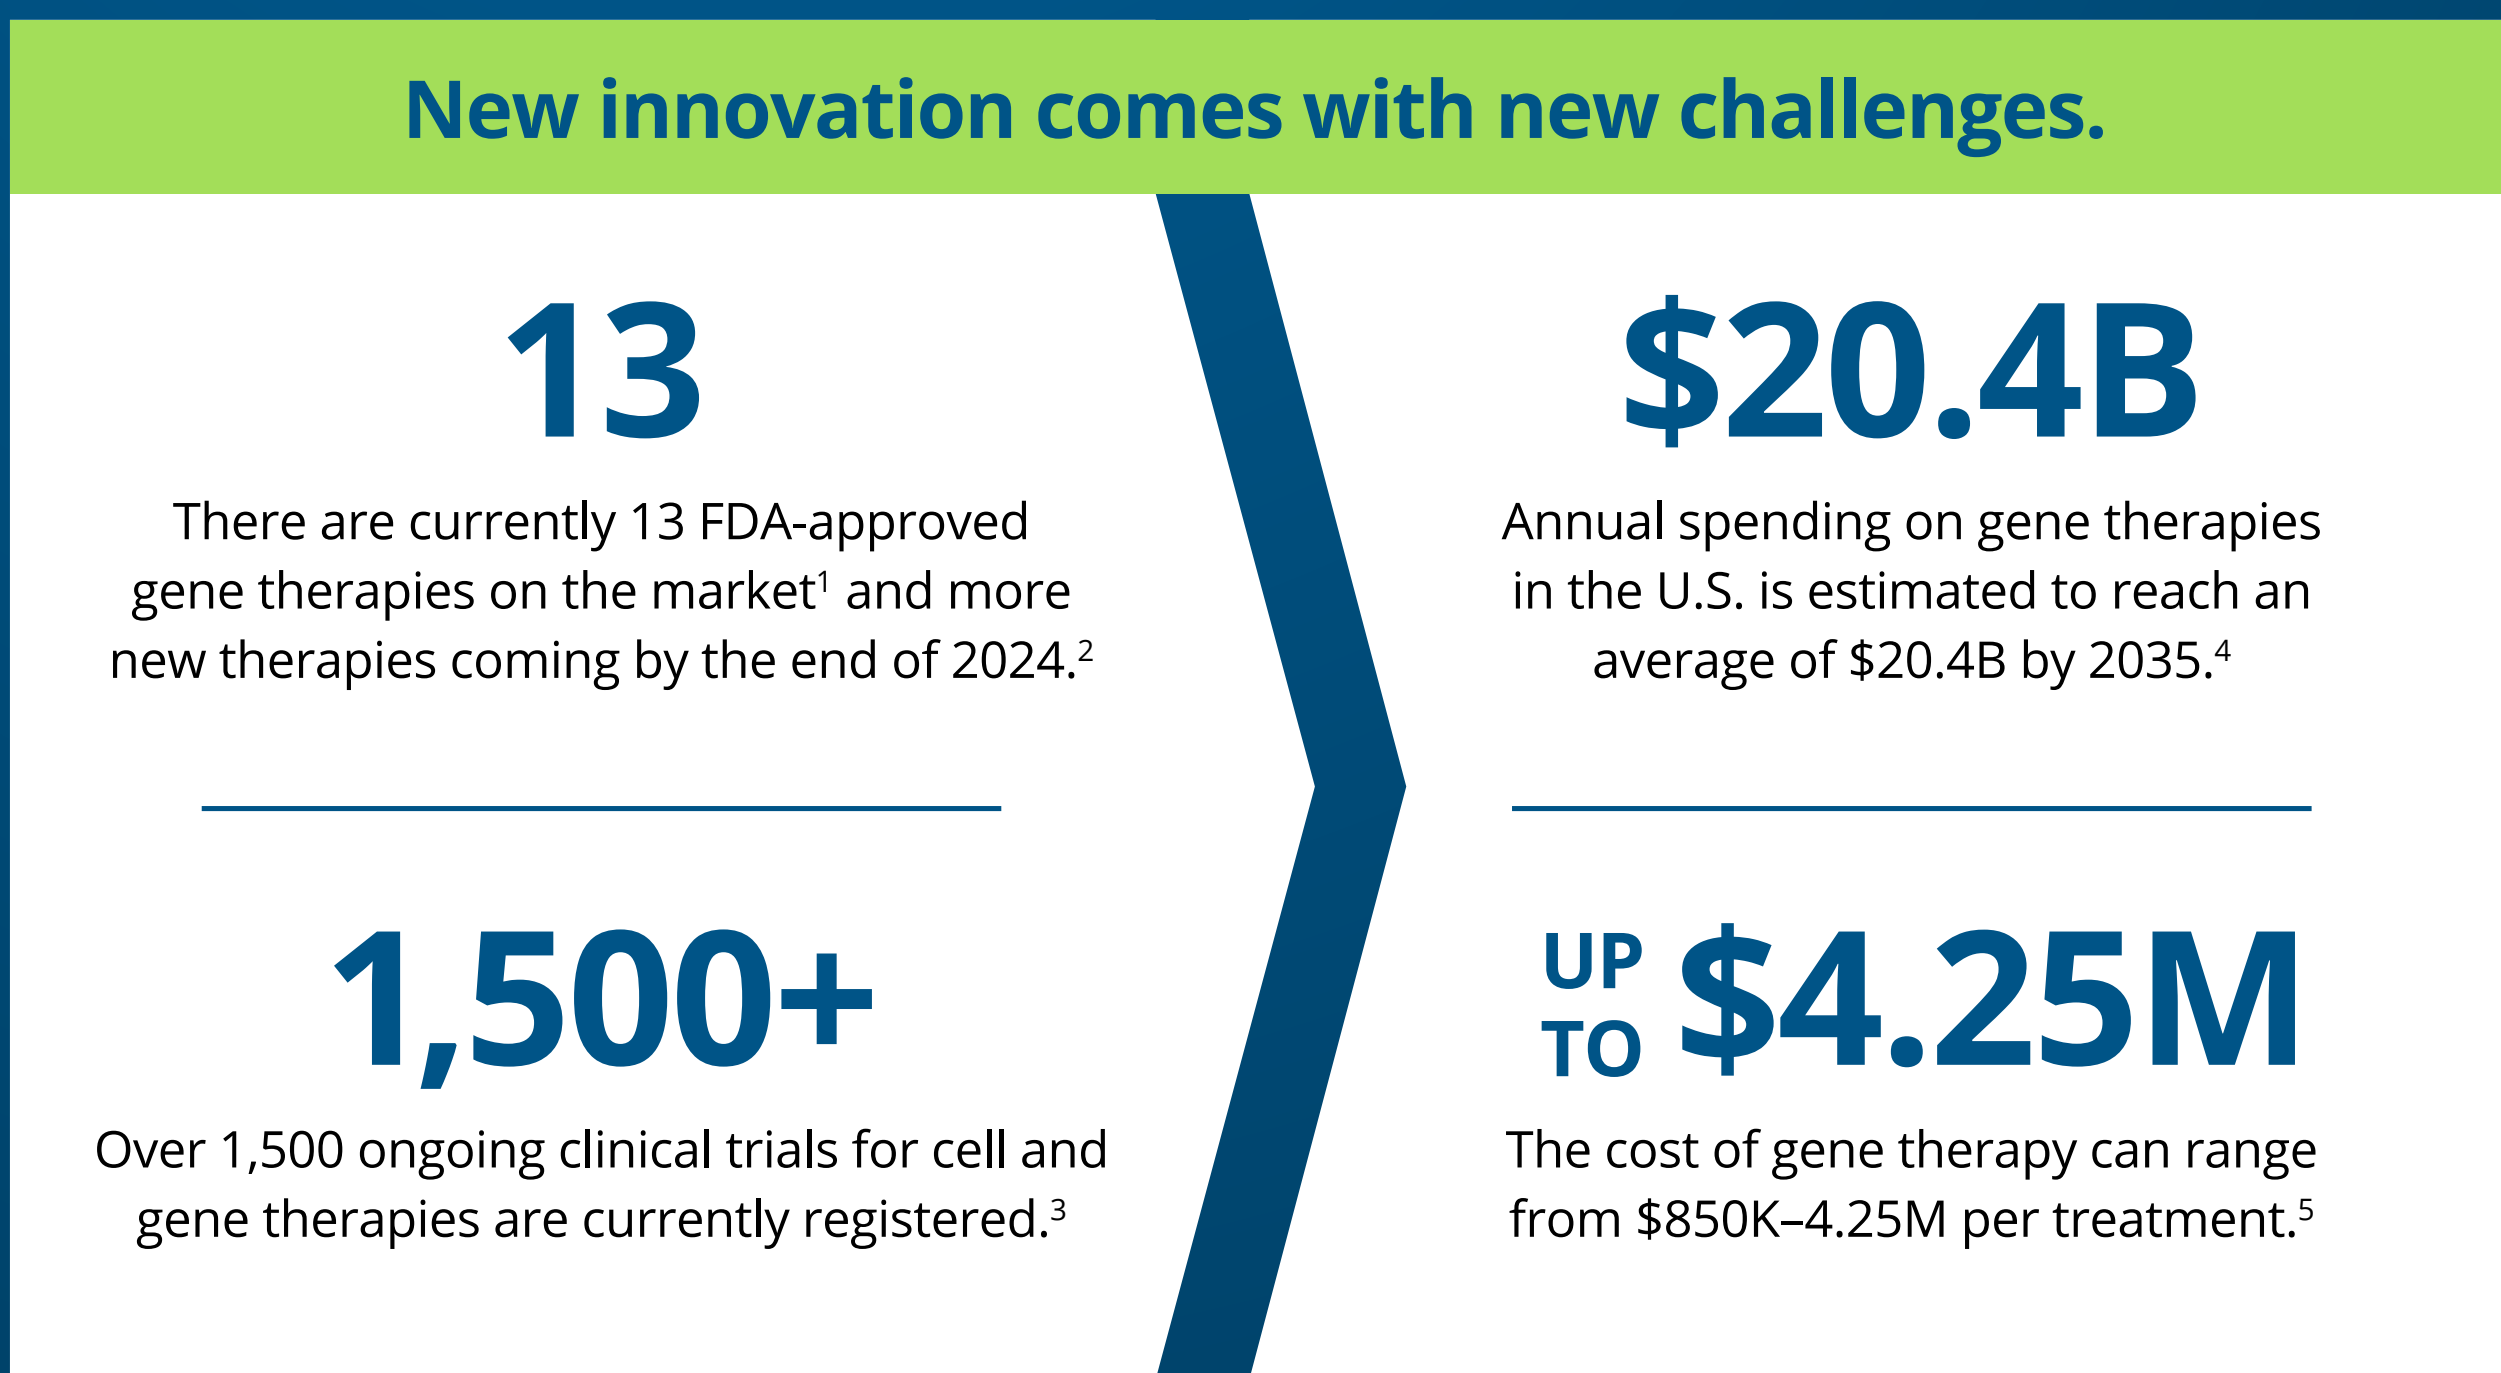 New innovation comes with new challenges.
13
There are currently 13 FDA-approved
gene therapies on the market¹ and more
new therapies coming by the end of 2024.²
1,500+
Over 1,500 ongoing clinical trials for cell and
gene therapies are currently registered.³
$20.4B
Annual spending on gene therapies
in the U.S. is estimated to reach an
average of $20.4B by 2035.⁴
UP
TO
$4.25M
The cost of gene therapy can range
from $850K–4.25M per treatment.⁵